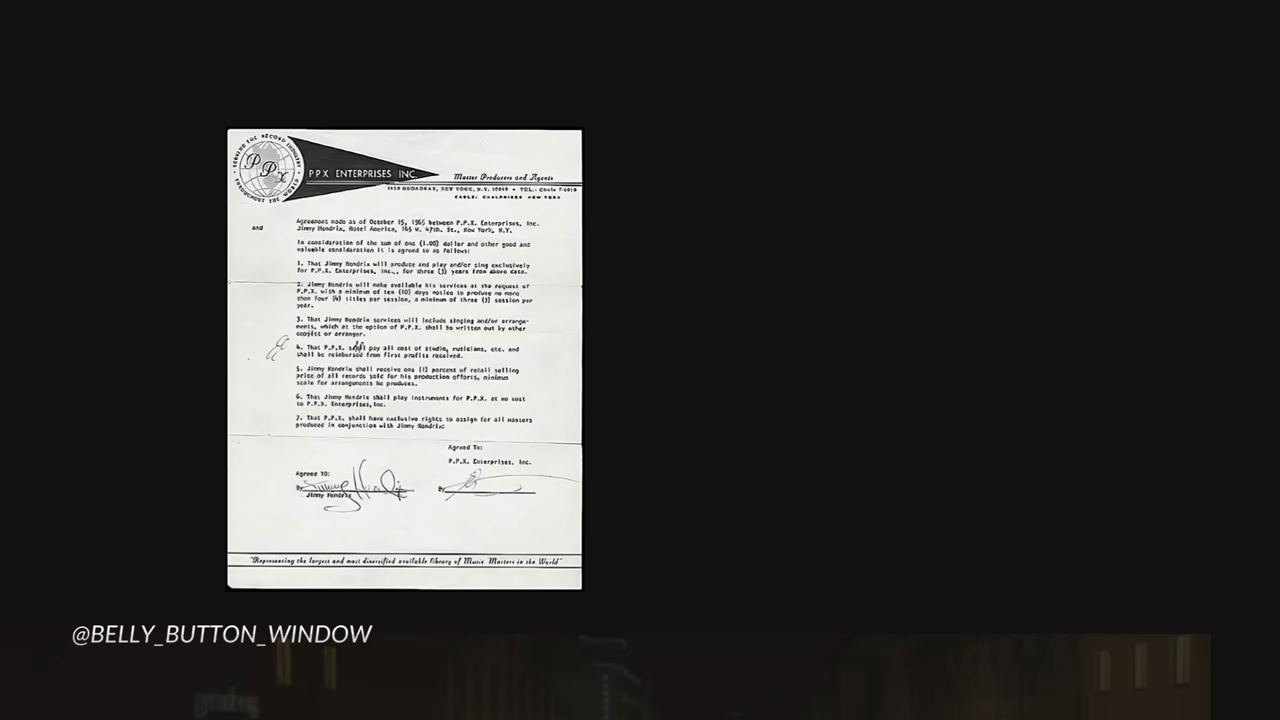 SERVING THE RECORD INDUSTRY
THROUGHOUT THE WORLD
PPX
PPX ENTERPRISES INC.
Master Producers and Agents
1650 BROADWAY, NEW YORK, N.Y. 10019 • TEL.:
CABLE: CHALPRISES NEW YORK
Agreement made as of October 15, 1965 between P.P.X. Enterprises, Inc.
and Jimmy Hendrix, Hotel America, 145 W. 47th. St., New York, N.Y.
In consideration of the sum of one (1.00) dollar and other good and
valuable consideration it is agreed to as follows:
1. That Jimmy Hendrix will produce and play and/or sing exclusively
for P.P.X. Enterprises, Inc., for three (3) years from above date.
2. Jimmy Hendrix will make available his services at the request of
P.P.X. with a minimum of ten (10) days notice to produce no more
than four (4) titles per session, a minimum of three (3) session per
year.
3. That Jimmy Hendrix services will include singing and/or arrange-
ments, which at the option of P.P.X. shall be written out by other
copyist or arranger.
4. That P.P.X. shall pay all cost of studio, musicians, etc. and
shall be reimbursed from first profits received.
5. Jimmy Hendrix shall receive one (1) percent of retail selling
price of all records sold for his production efforts, minimum
scale for arrangements he produces.
6. That Jimmy Hendrix shall play instruments for P.P.X. at no cost
to P.P.X. Enterprises,Inc.
7. That P.P.X. shall have exclusive rights to assign for all masters
produced in conjunction with Jimmy Hendrix
Agreed To:
P.P.X. Enterprises, Inc.
Agreed TO:
By Jimmy Hendrix
By
Jimmy Hendrix
"Representing the largest and most diversified available library of Music Masters in the World"
@BELLY_BUTTON_WINDOW